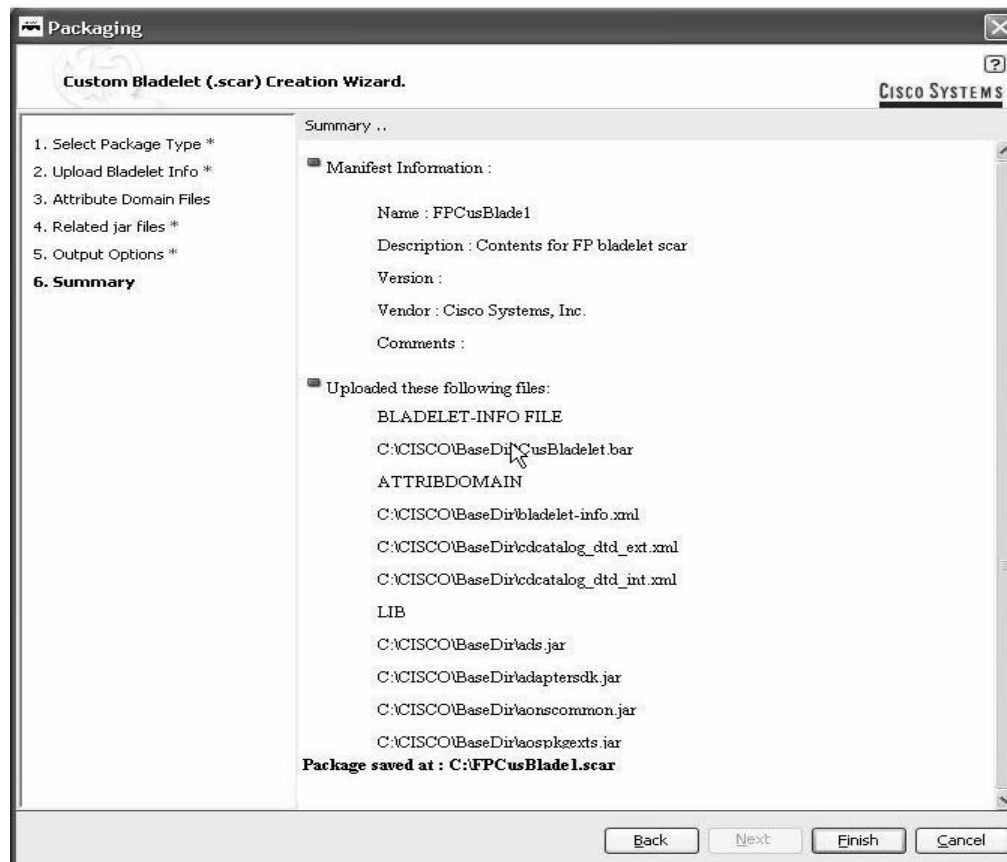 Packaging
Custom Bladelet (.scar) Creation Wizard.
?
CISCO SYSTEMS
1. Select Package Type *
2. Upload Bladelet Info *
3. Attribute Domain Files
4. Related jar files *
5. Output Options *
6. Summary
Summary ..
Manifest Information :
Name : FPCusBlade1
Description : Contents for FP bladelet scar
Version :
Vendor : Cisco Systems, Inc.
Comments :
Uploaded these following files:
BLADELET-INFO FILE
C:\CISCO\BaseDir\CusBladelet.bar
ATTRIBDOMAIN
C:\CISCO\BaseDir\bladelet-info.xml
C:\CISCO\BaseDir\cdcatalog_dtd_ext.xml
C:\CISCO\BaseDir\cdcatalog_dtd_int.xml
LIB
C:\CISCO\BaseDir\ads.jar
C:\CISCO\BaseDir\adaptersdk.jar
C:\CISCO\BaseDir\aonscommon.jar
C:\CISCO\BaseDir\aospkgexts.jar
Package saved at : C:\FPCusBlade1.scar
Back
Next
Finish
Cancel